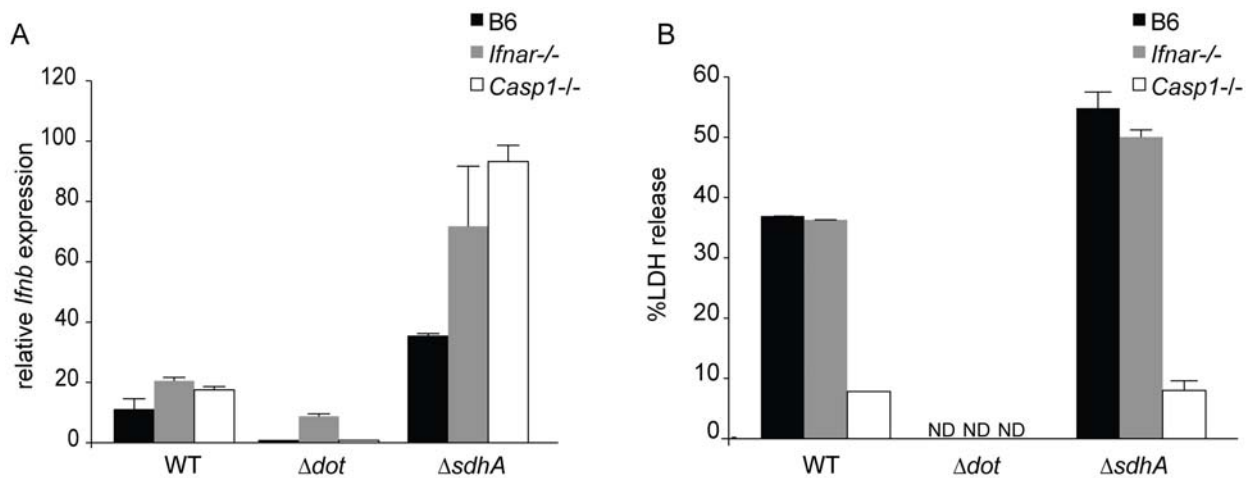 A
B6
Ifnar-/-
Casp1-/-
relative Ifnb expression
120
100
80
60
40
20
0
WT
Δdot
ΔsdhA
B
B6
Ifnar-/-
Casp1-/-
%LDH release
60
50
40
30
20
10
0
ND ND ND
WT
Δdot
ΔsdhA